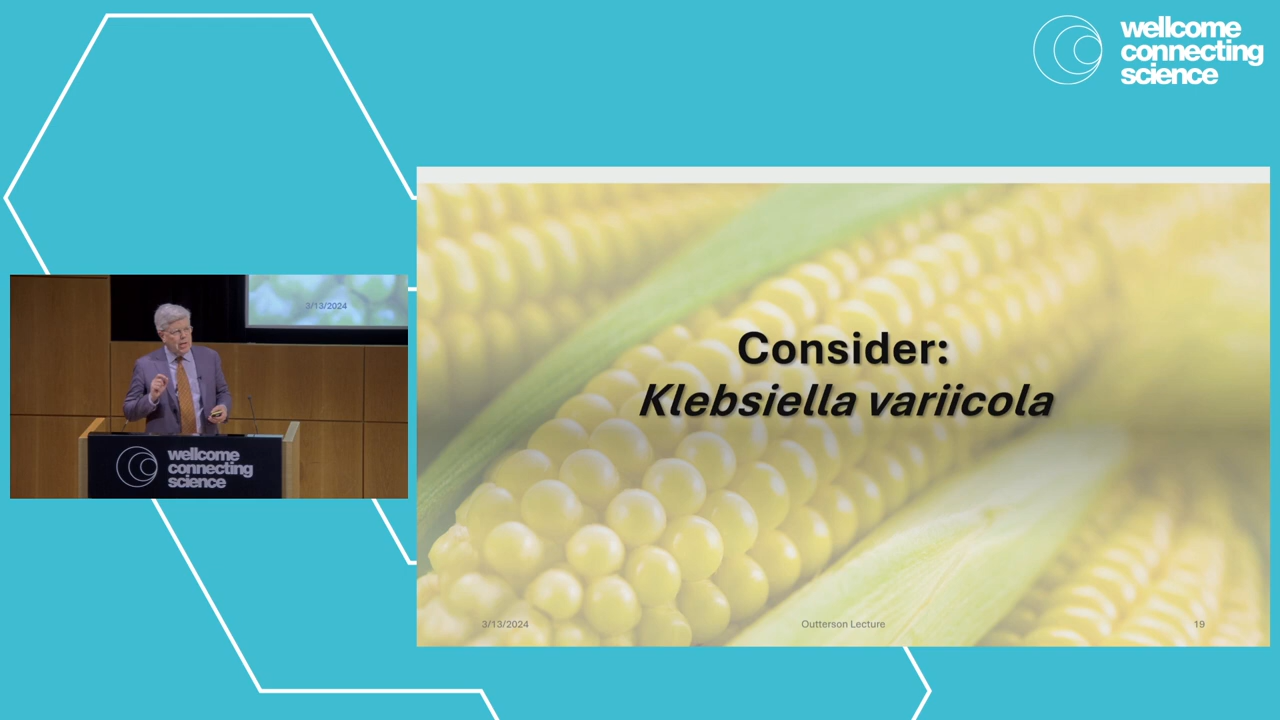 wellcome
connecting
science
3/13/2024
wellcome
connecting
science
Consider:
Klebsiella variicola
3/13/2024
Outterson Lecture
19